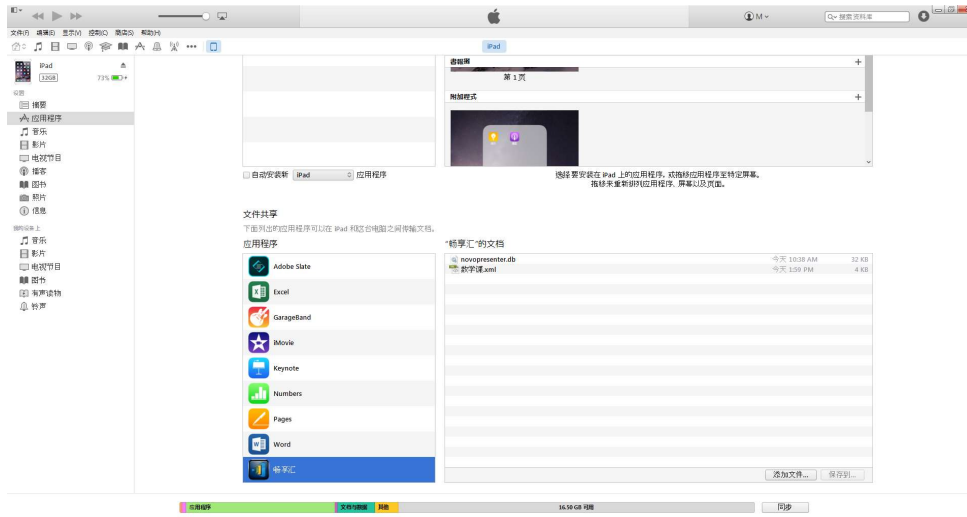 M
搜索资料库
文件(F) 编辑(E) 显示(V) 控制(C) 商店(S) 帮助(H)
iPad
iPad
32GB
73%
设置
摘要
应用程序
音乐
影片
电视节目
播客
图书
照片
信息
我的设备上
音乐
影片
电视节目
图书
有声读物
铃声
書報攤
第 1 页
附加程式
自动安装新 iPad 应用程序
选择要安装在 iPad 上的应用程序,或拖移应用程序至特定屏幕。
拖移来重新排列应用程序、屏幕以及页面。
文件共享
下面列出的应用程序可以在 iPad 和这台电脑之间传输文档。
应用程序
Adobe Slate
Excel
GarageBand
iMovie
Keynote
Numbers
Pages
Word
畅享汇
"畅享汇"的文档
novopresenter.db 今天 10:38 AM 32 KB
数学课.xml 今天 1:59 PM 4 KB
添加文件... 保存到...
应用程序 文稿与数据 其他 16.50 GB 可用 同步